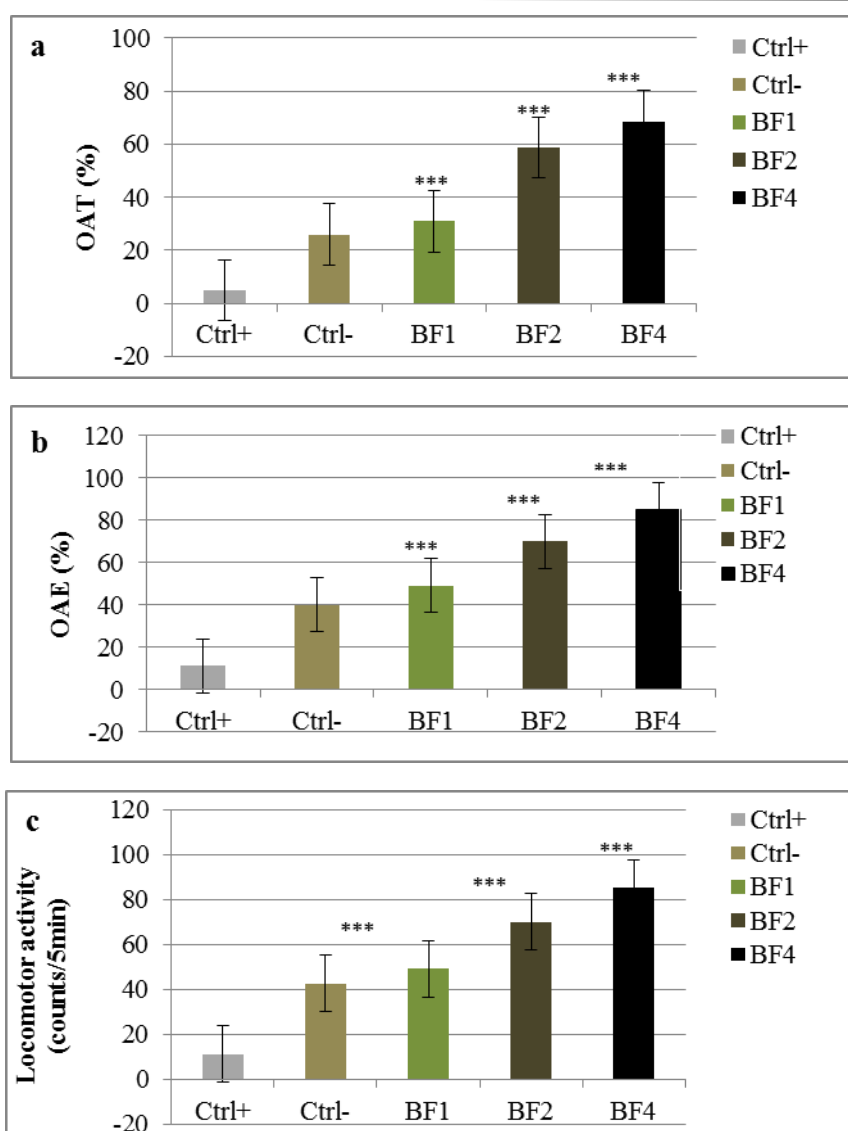 a
100
80
60
40
20
0
-20
OAT (%)
***
***
***
Ctrl+ Ctrl- BF1 BF2 BF4
Ctrl+
Ctrl-
BF1
BF2
BF4
b
120
100
80
60
40
20
0
-20
OAE (%)
***
***
***
Ctrl+ Ctrl- BF1 BF2 BF4
Ctrl+
Ctrl-
BF1
BF2
BF4
c
120
100
80
60
40
20
0
-20
Locomotor activity
(counts/5min)
***
***
***
Ctrl+ Ctrl- BF1 BF2 BF4
Ctrl+
Ctrl-
BF1
BF2
BF4